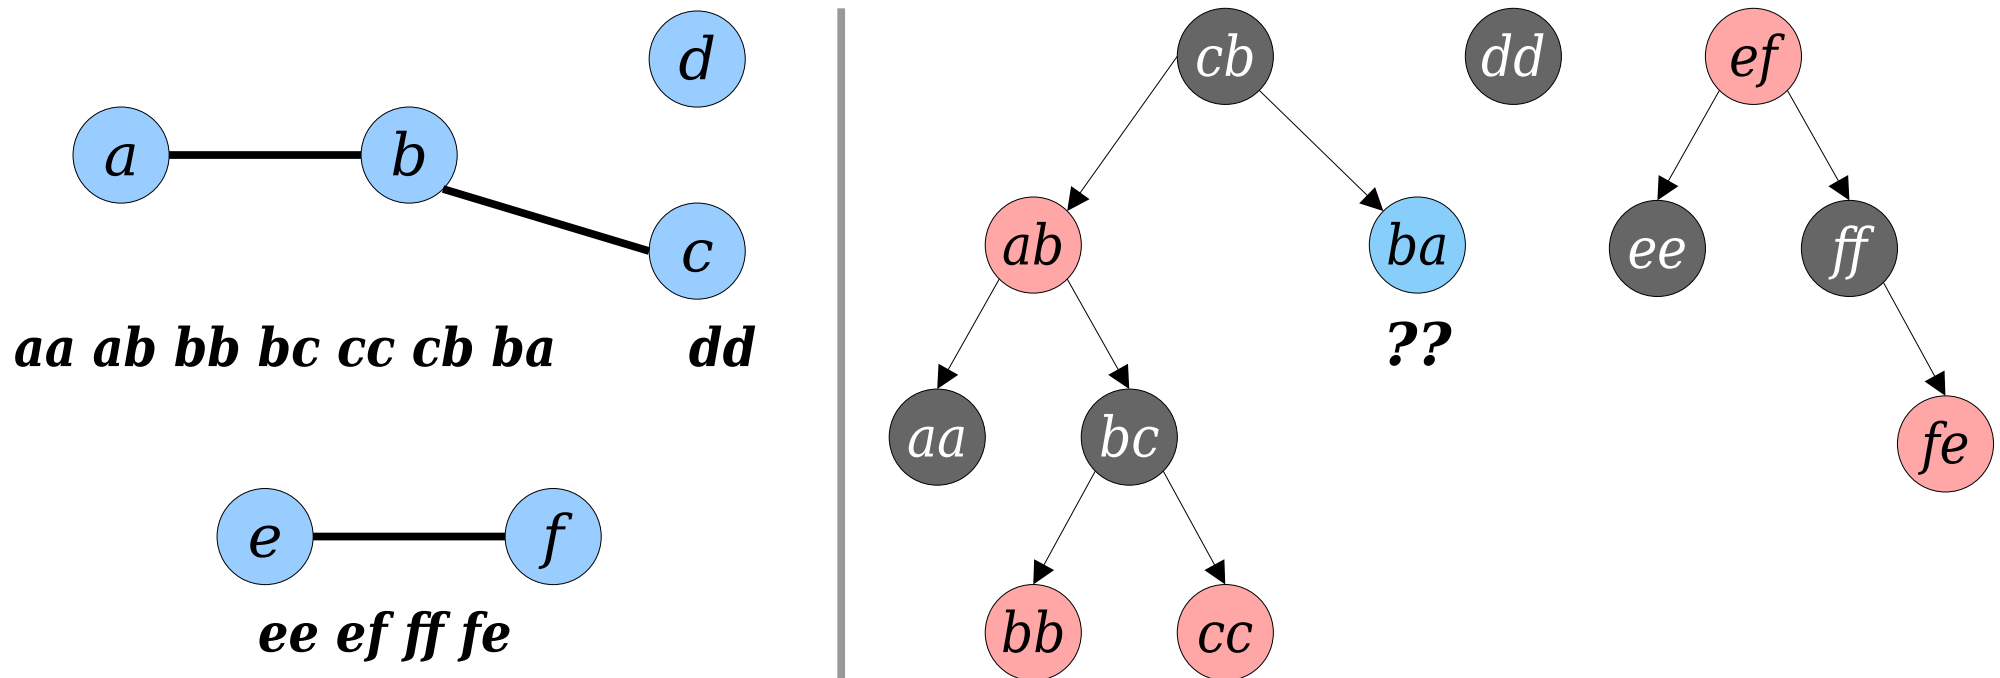 d
a b
c
aa ab bb bc cc cb ba dd
e f
ee ef ff fe
cb dd ef
ab ba ee ff
??
aa bc fe
bb cc